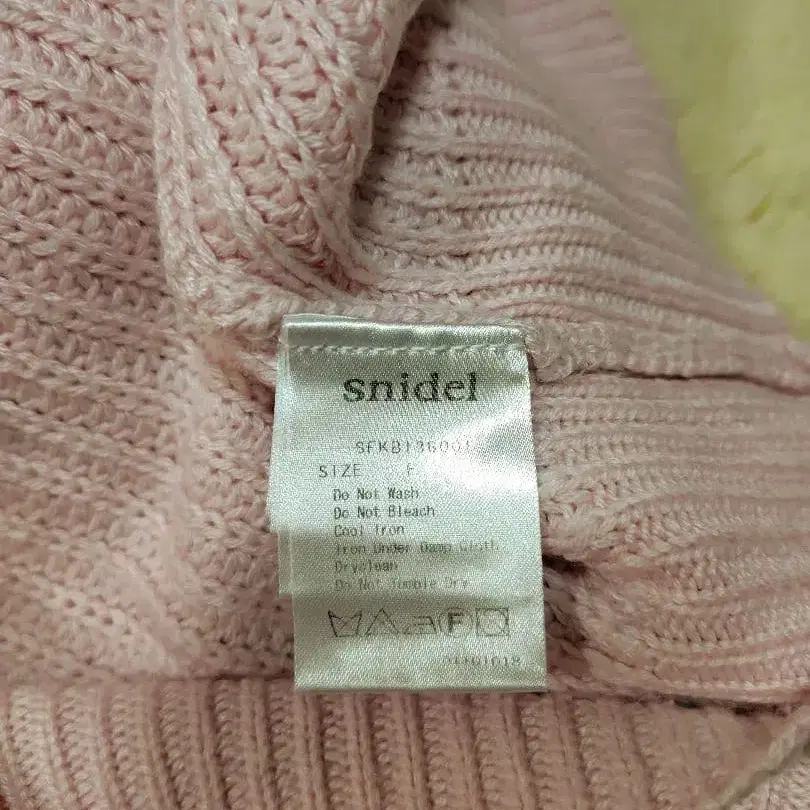 snidel
SFKB136001
SIZE F
Do Not Wash
Do Not Bleach
Cool Iron
Iron Under Damp Cloth
Dryclean
Do Not Tumble Dry
F